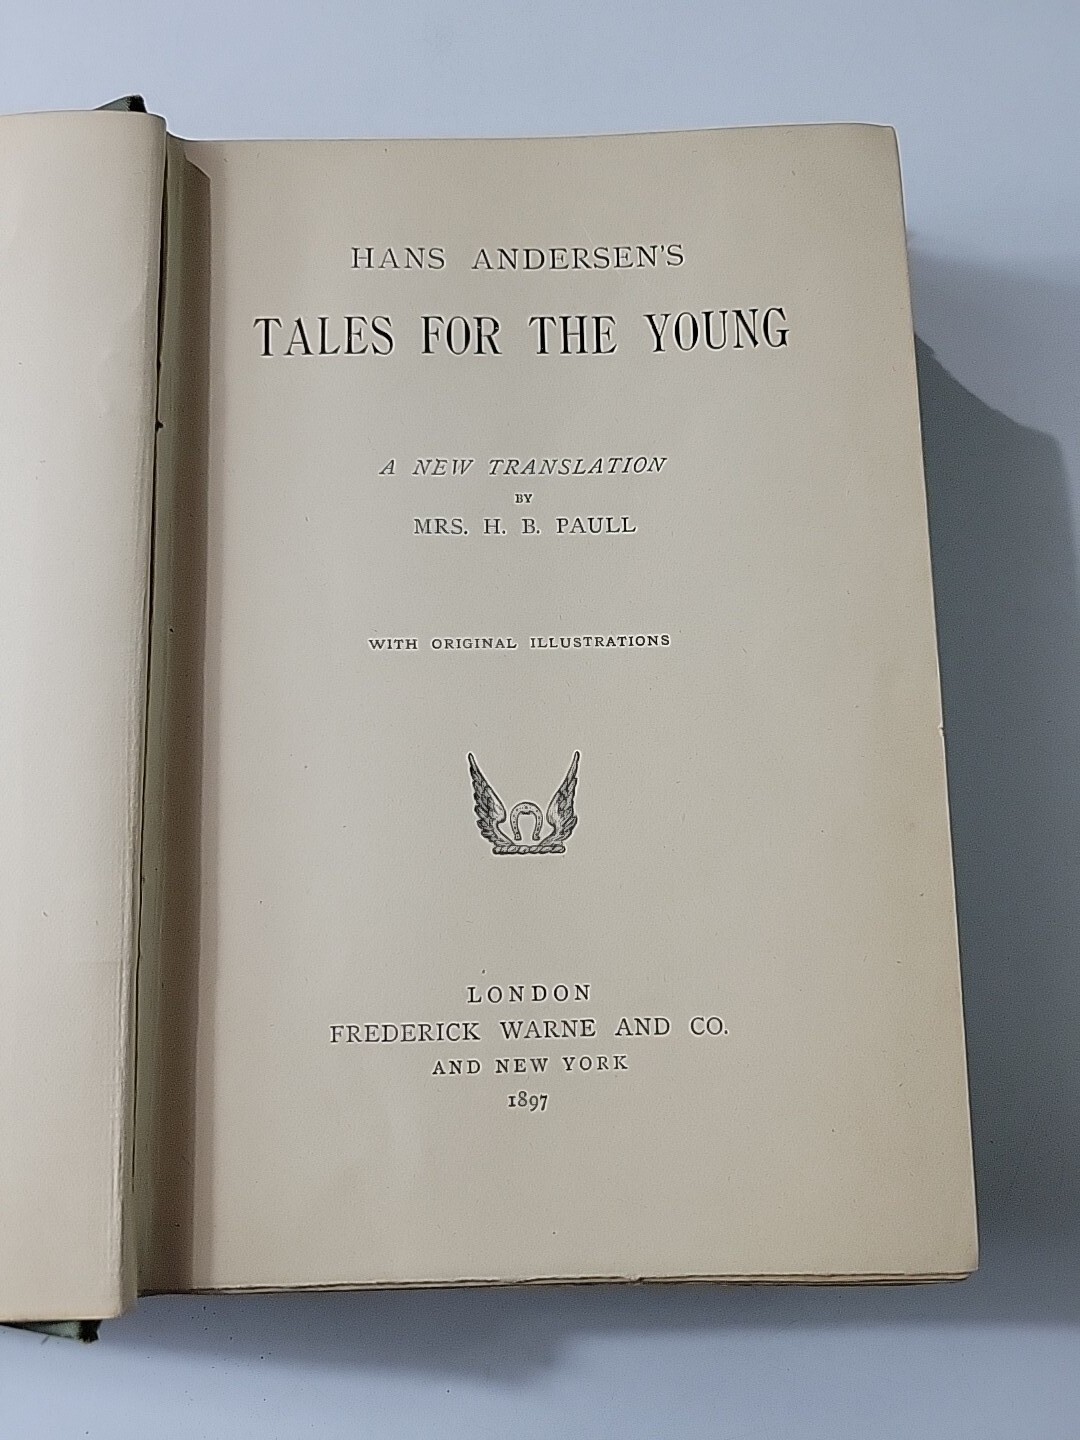 HANS ANDERSEN'S
TALES FOR THE YOUNG
A NEW TRANSLATION
BY
MRS. H. B. PAULL
WITH ORIGINAL ILLUSTRATIONS
LONDON
FREDERICK WARNE AND CO.
AND NEW YORK
1897